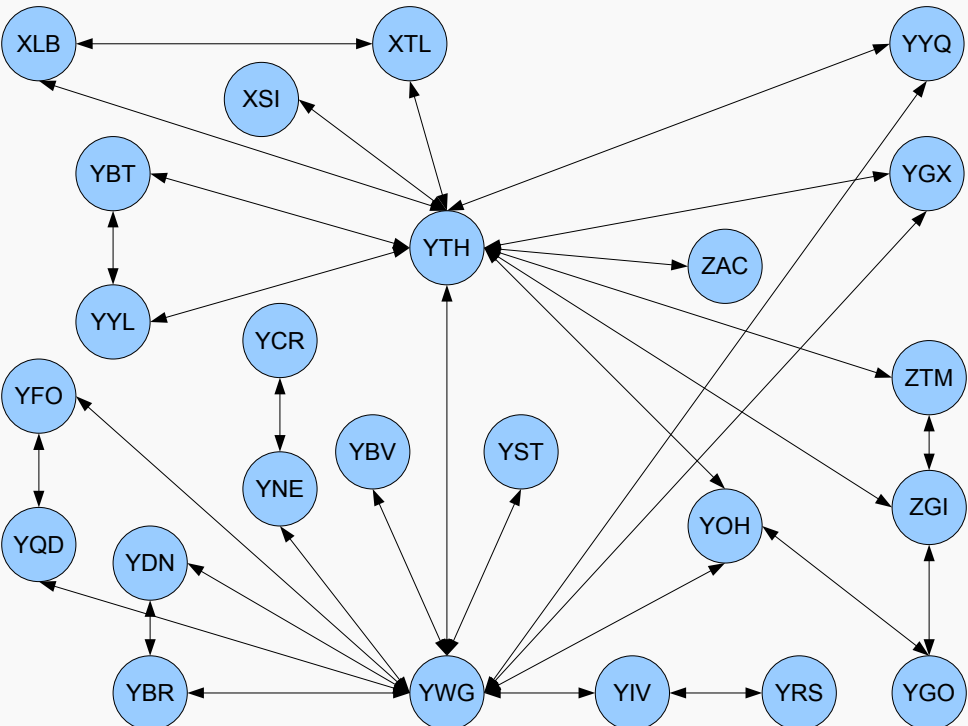 XLB
XTL
YYQ
XSI
YBT
YGX
YTH
ZAC
YYL
YCR
ZTM
YFO
YBV
YST
YNE
ZGI
YOH
YQD
YDN
YBR
YWG
YIV
YRS
YGO